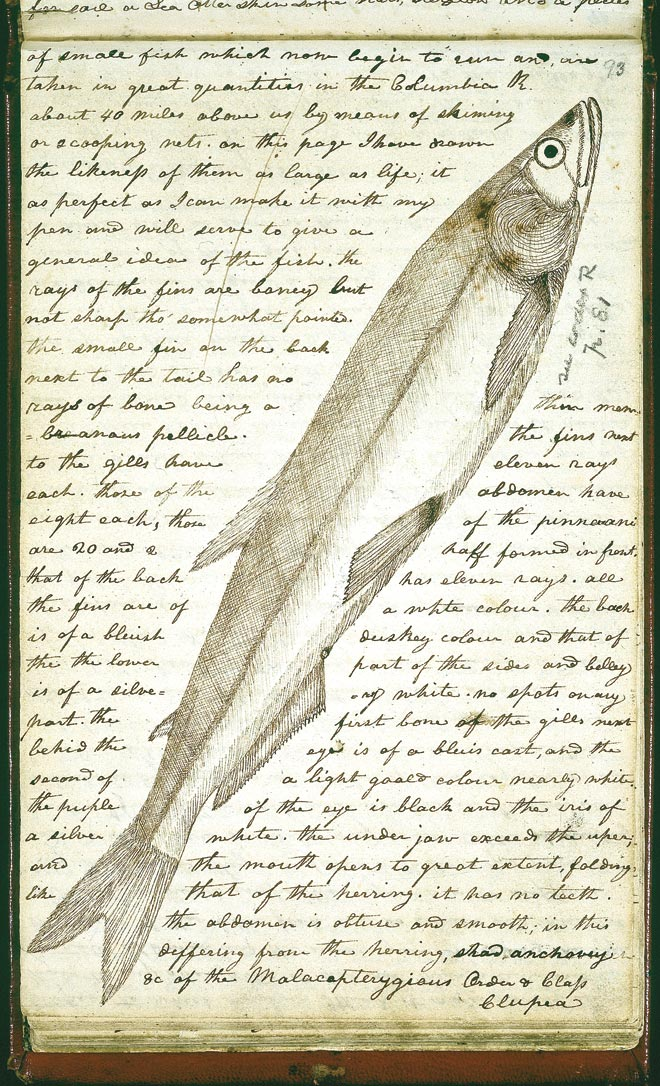 for sail a Sea Otter skin some
of small fish which now begin to run and, are
93
taken in great quantities in the Columbia R.
about 40 miles above us by means of skiming
or scooping nets. on this page I have drawn
the likeness of them as large as life; it
as perfect as I can make it with my
pen and will serve to give a
general idea of the fish. the
rays of the fins are boney but
not sharp tho' somewhat pointed.
the small fin on the back
next to the tail has no
rays of bone being a
thin mem
= branaous pellicle.
the fins next
to the gills have
eleven rays
each. those of the
abdomen have
eight each, those
of the pinnaani
are 20 and 2
half formed in front.
that of the back
has eleven rays. all
the fins are of
a white colour. the back
is of a bluish
duskey colour and that of
the the lower
part of the sides and belley
is of a silve=
=ry white. no spots on any
part. the
first bone of the gills next
behid the
eye is of a bluis cast, and the
second of
a light goald colour nearly white.
the puple
of the eye is black and the iris of
a silver
white. the under jaw exceeds the uper;
and
the mouth opens to great extent, folding
like
that of the herring. it has no teeth.
the abdomen is obtuse and smooth; in this
differing from the herring, shad anchovey
&c of the Malacopterygious Order & Class
Clupea
see codex R
p. 81